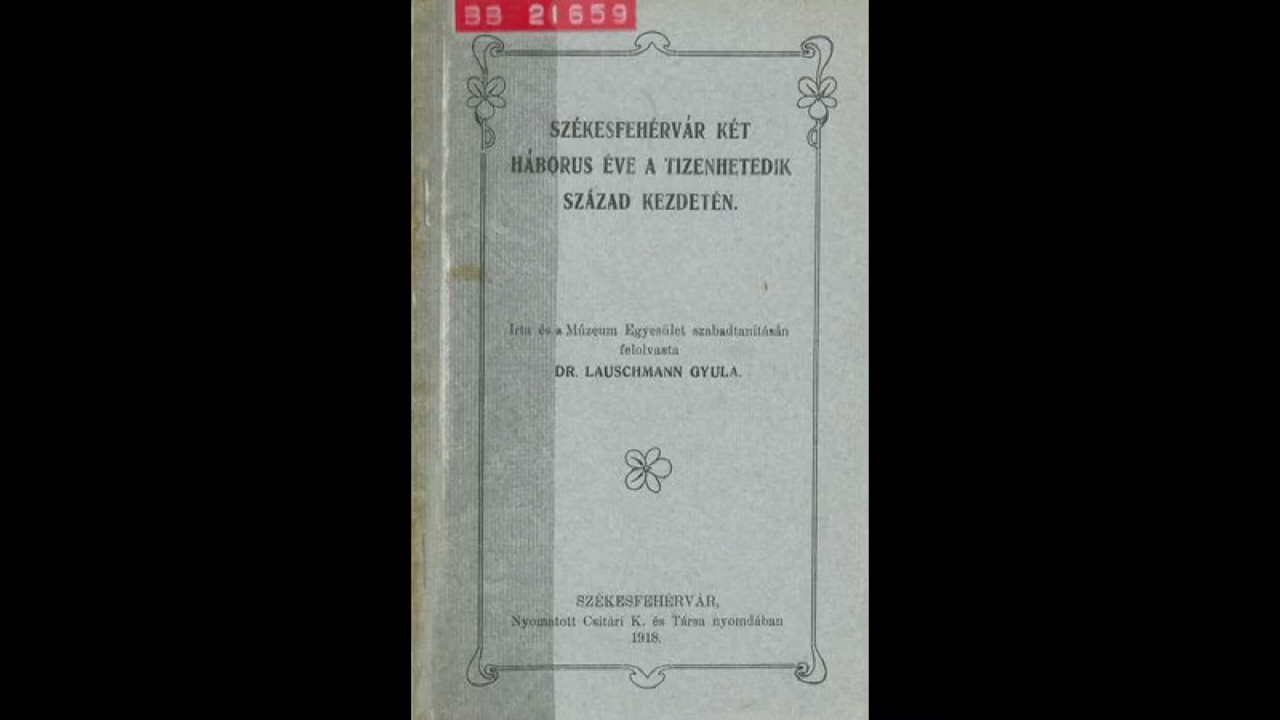 BB 21659
SZÉKESFEHÉRVÁR KÉT
HÁBORUS ÉVE A TIZENHETEDIK
SZÁZAD KEZDETÉN.
Irta és a Múzeum Egyesület szabadtanításán
felolvasta
DR. LAUSCHMANN GYULA.
SZÉKESFEHÉRVÁR,
Nyomatott Csitári K. és Társa nyomdában
1918.